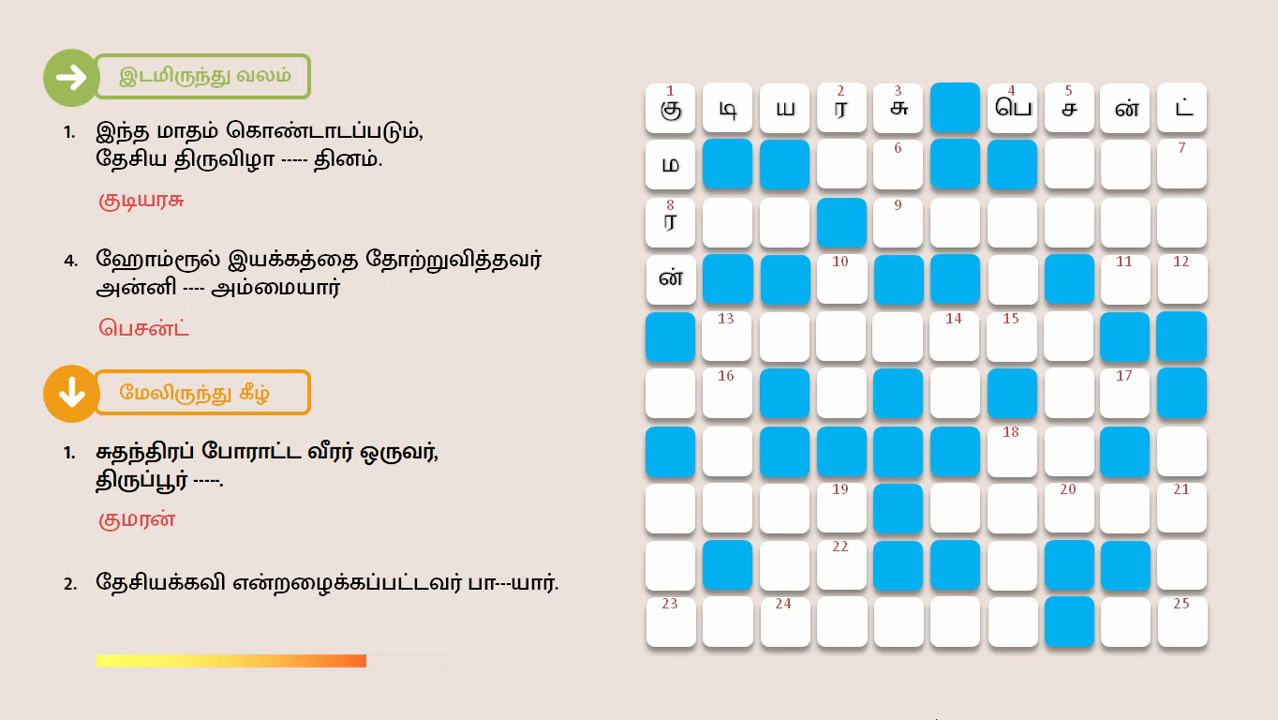 இடமிருந்து வலம்
1. இந்த மாதம் கொண்டாடப்படும்,
தேசிய திருவிழா ----- தினம்.
குடியரசு
4. ஹோம்ரூல் இயக்கத்தை தோற்றுவித்தவர்
அன்னி ---- அம்மையார்
பெசன்ட்
மேலிருந்து கீழ்
1. சுதந்திரப் போராட்ட வீரர் ஒருவர்,
திருப்பூர் -----.
குமரன்
2. தேசியக்கவி என்றழைக்கப்பட்டவர் பா---யார்.
1 2 3 4 5
கு டி ய ர சு பெ ச ன் ட்
ம 6 7
8 9
ர
ன் 10 11 12
13 14 15
16 17
18
19 20 21
22
23 24 25